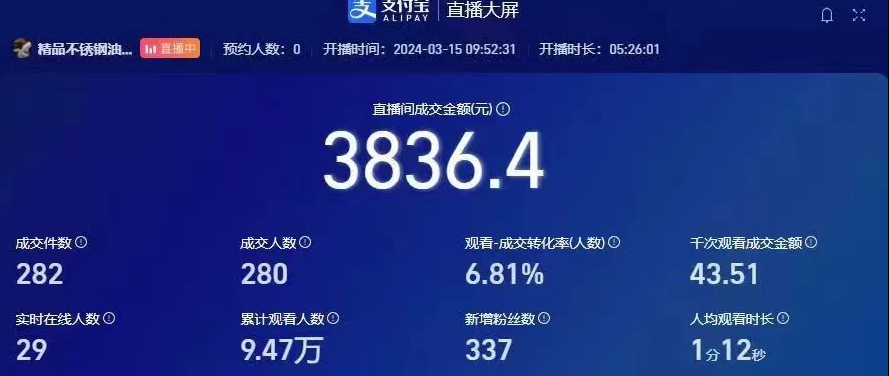 支付宝 ALIPAY 直播大屏
精品不锈钢油... 直播中 预约人数：0 开播时间：2024-03-15 09:52:31 开播时长：05:26:01
直播间成交金额(元)
3836.4
成交件数 成交人数 观看-成交转化率(人数) 千次观看成交金额
282 280 6.81% 43.51
实时在线人数 累计观看人数 新增粉丝数 人均观看时长
29 9.47万 337 1分12秒